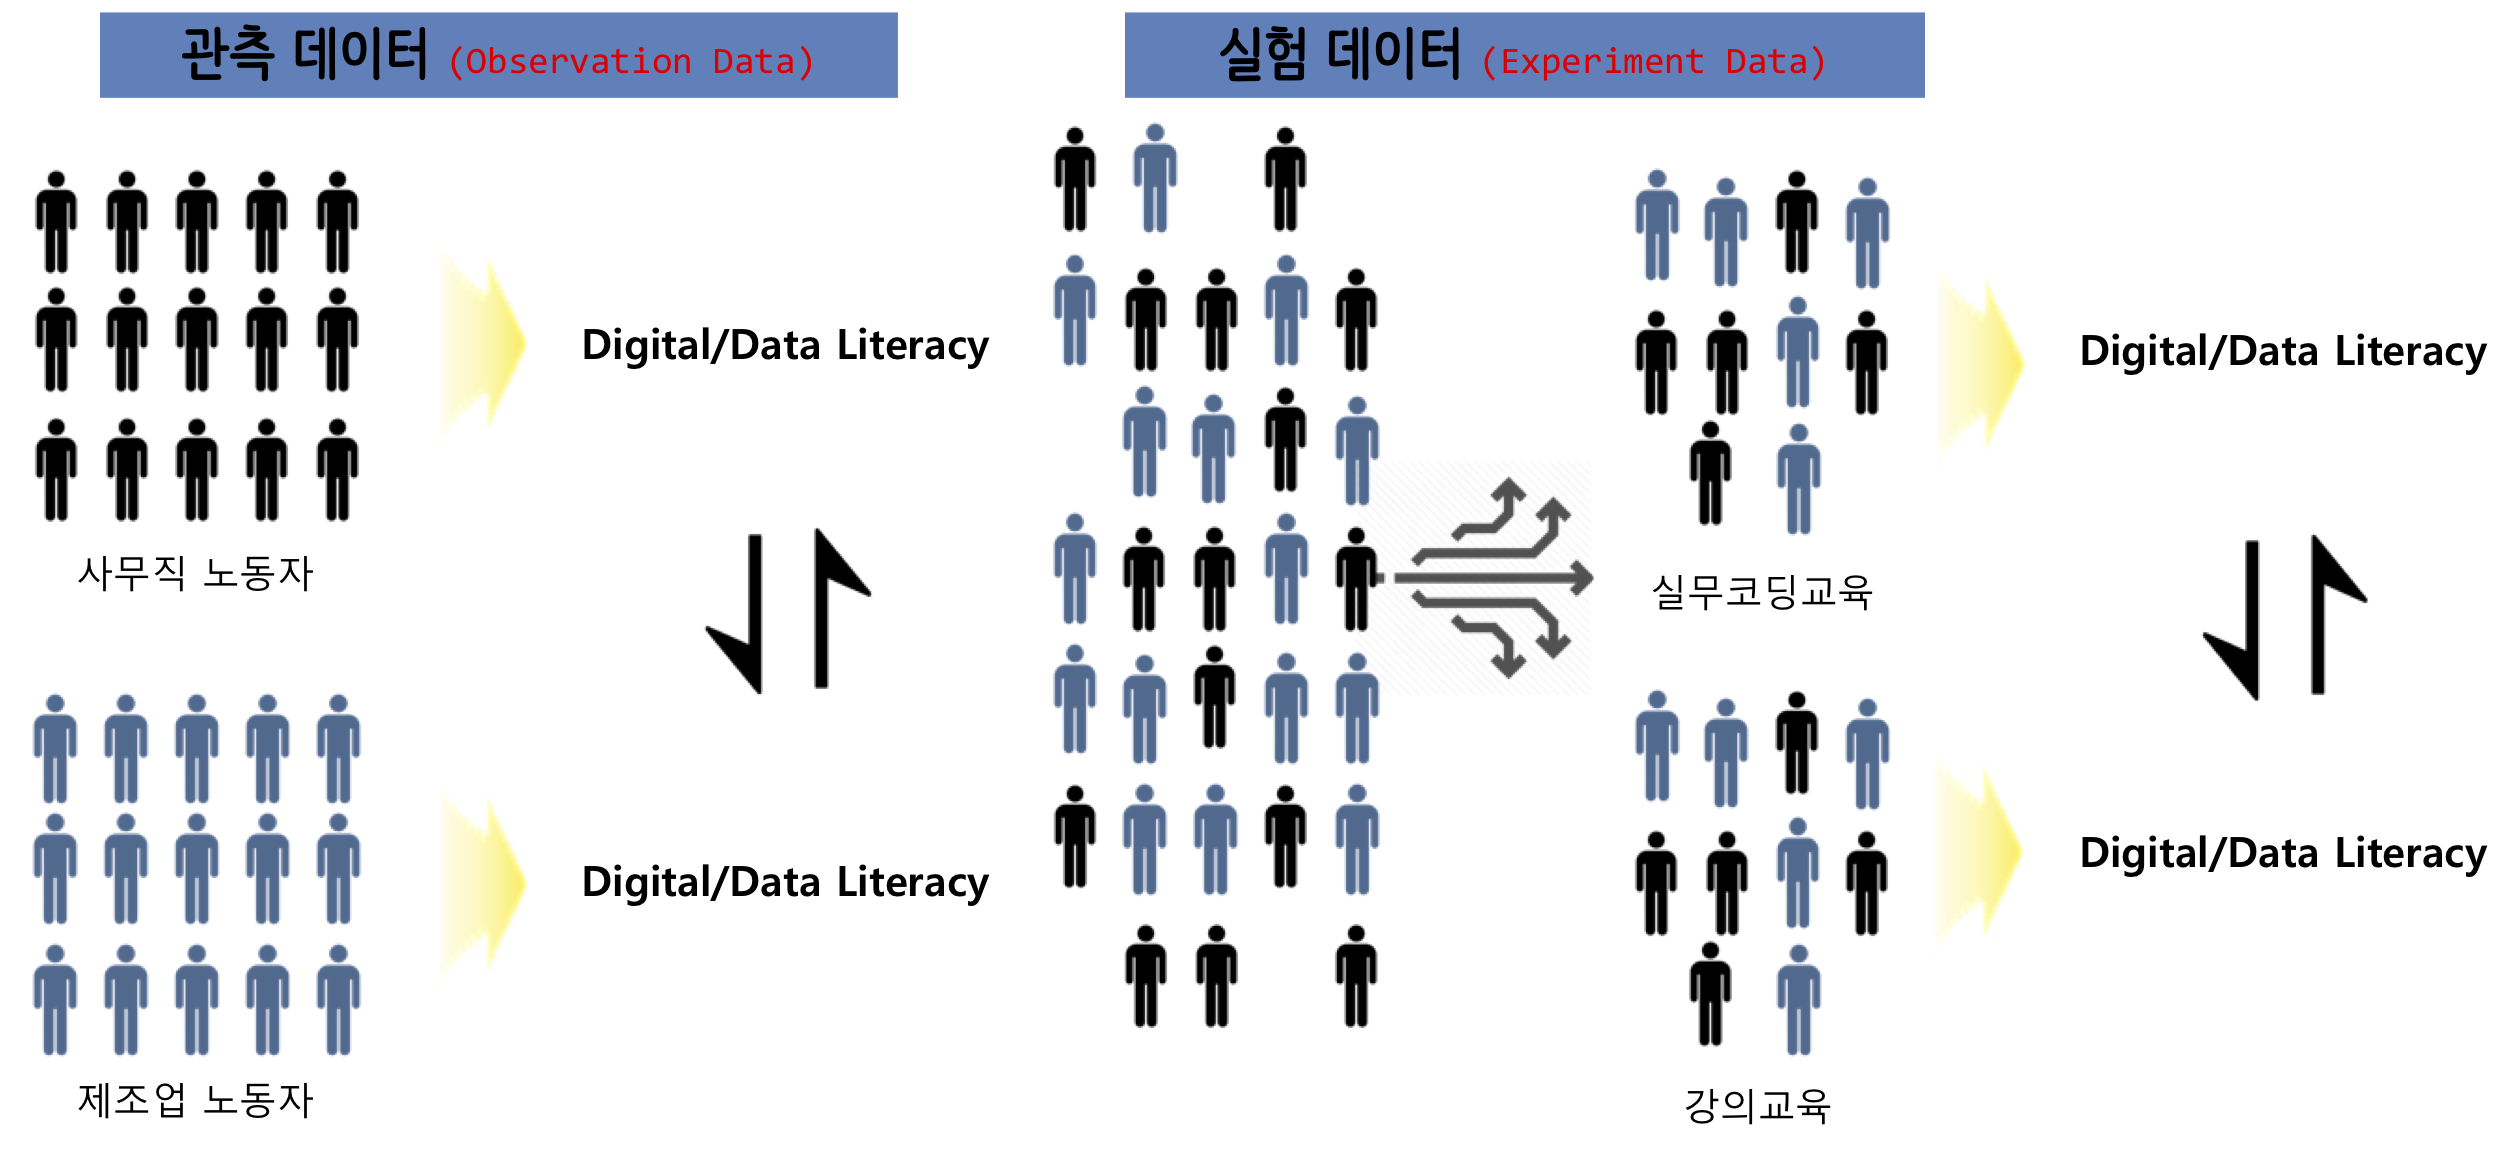 관측 데이터 (Observation Data)
사무직 노동자
Digital/Data Literacy
제조업 노동자
Digital/Data Literacy
실험 데이터 (Experiment Data)
실무코딩교육
Digital/Data Literacy
강의교육
Digital/Data Literacy